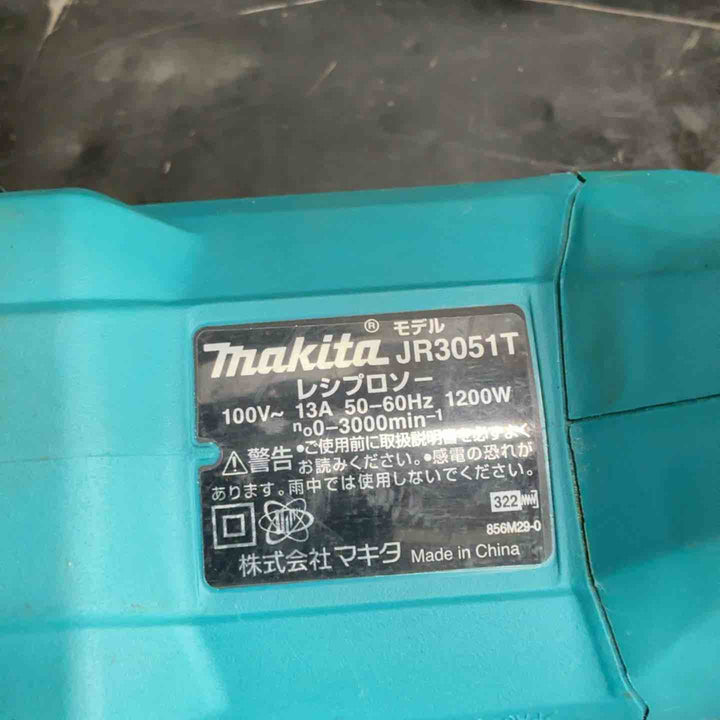 ® モデル
makita JR3051T
レシプロソー
100V~ 13A 50-60Hz 1200W
n₀0-3000min⁻¹
警告 •ご使用前に取扱説明書を必ずよく
お読みください。•感電の恐れが
あります。雨中では使用しないでください。
322
856M29-0
株式会社マキタ Made in China